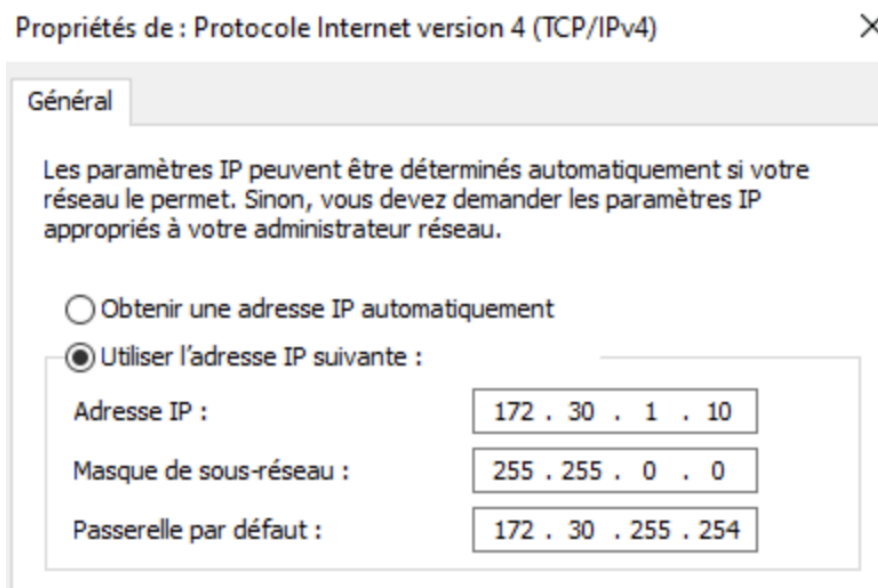 Propriétés de : Protocole Internet version 4 (TCP/IPv4)
Général
Les paramètres IP peuvent être déterminés automatiquement si votre
réseau le permet. Sinon, vous devez demander les paramètres IP
appropriés à votre administrateur réseau.
Obtenir une adresse IP automatiquement
Utiliser l'adresse IP suivante :
Adresse IP : 172 . 30 . 1 . 10
Masque de sous-réseau : 255 . 255 . 0 . 0
Passerelle par défaut : 172 . 30 . 255 . 254